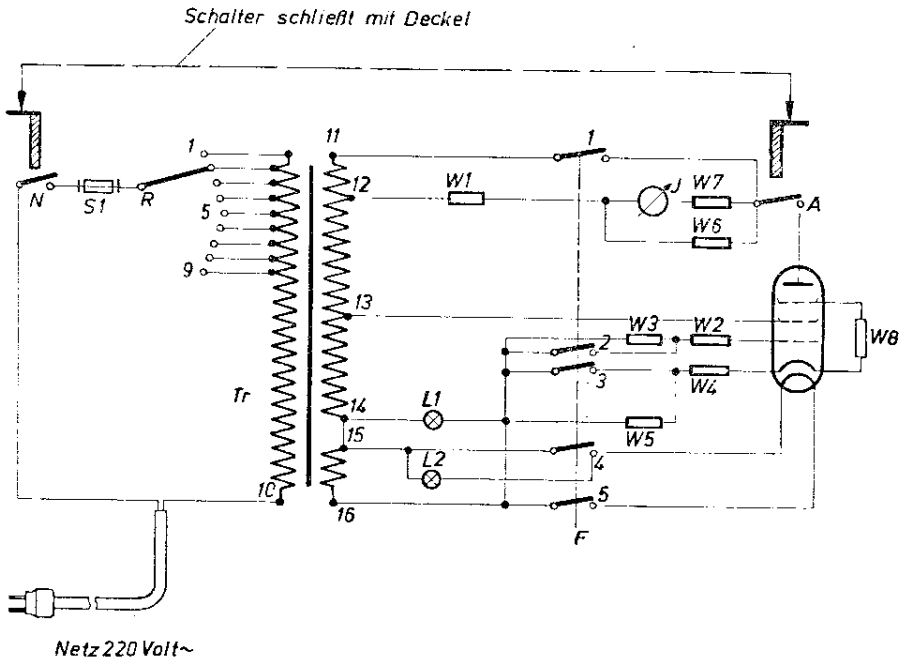 Schalter schließt mit Deckel
1
11
1
12
W1
J
W7
N
S1
R
5
A
W6
9
13
W3
W2
2
W8
3
W4
Tr
14
L1
15
W5
L2
4
10
16
5
F
Netz 220 Volt~